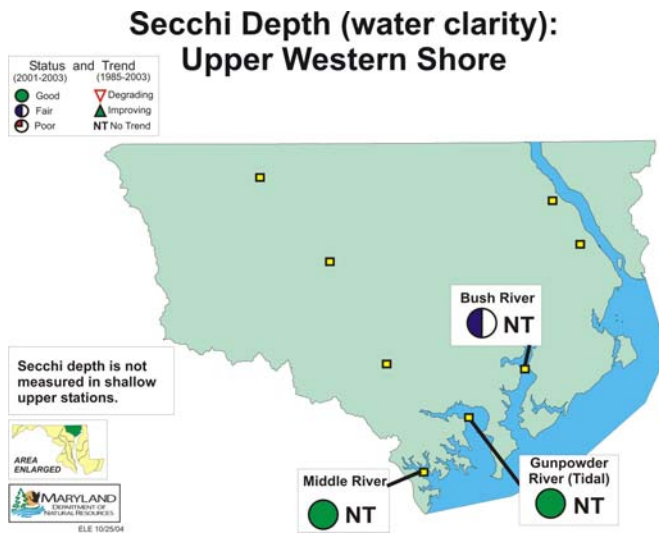 Secchi Depth (water clarity):
Upper Western Shore
Status and Trend
(2001-2003) (1985-2003)
Good Degrading
Fair Improving
Poor NT No Trend
Bush River
NT
Secchi depth is not
measured in shallow
upper stations.
AREA
ENLARGED
Middle River
NT
Gunpowder
River (Tidal)
NT
MARYLAND
DEPARTMENT OF
NATURAL RESOURCES
ELE 10/25/04